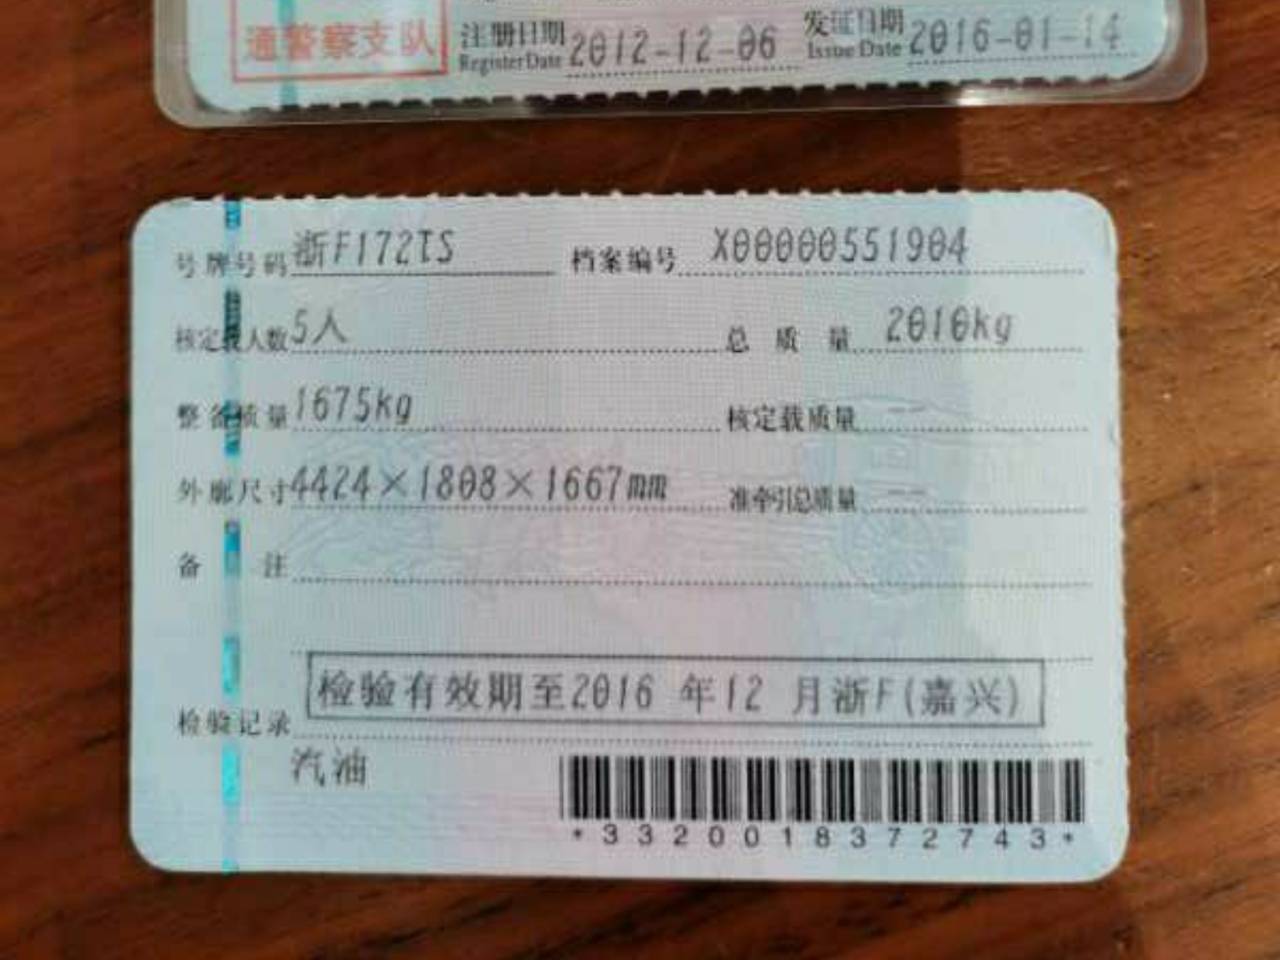 通警察支队 注册日期 2012-12-06 发证日期 2016-01-14
Register Date Issue Date
号牌号码 浙F172TS 档案编号 X00000551904
核定载人数 5人 总质量 2010kg
整备质量 1675kg 核定载质量 --
外廓尺寸 4424×1808×1667mm 准牵引总质量 --
备注
检验有效期至2016 年12 月浙F(嘉兴)
检验记录
汽油
*3320018372743*